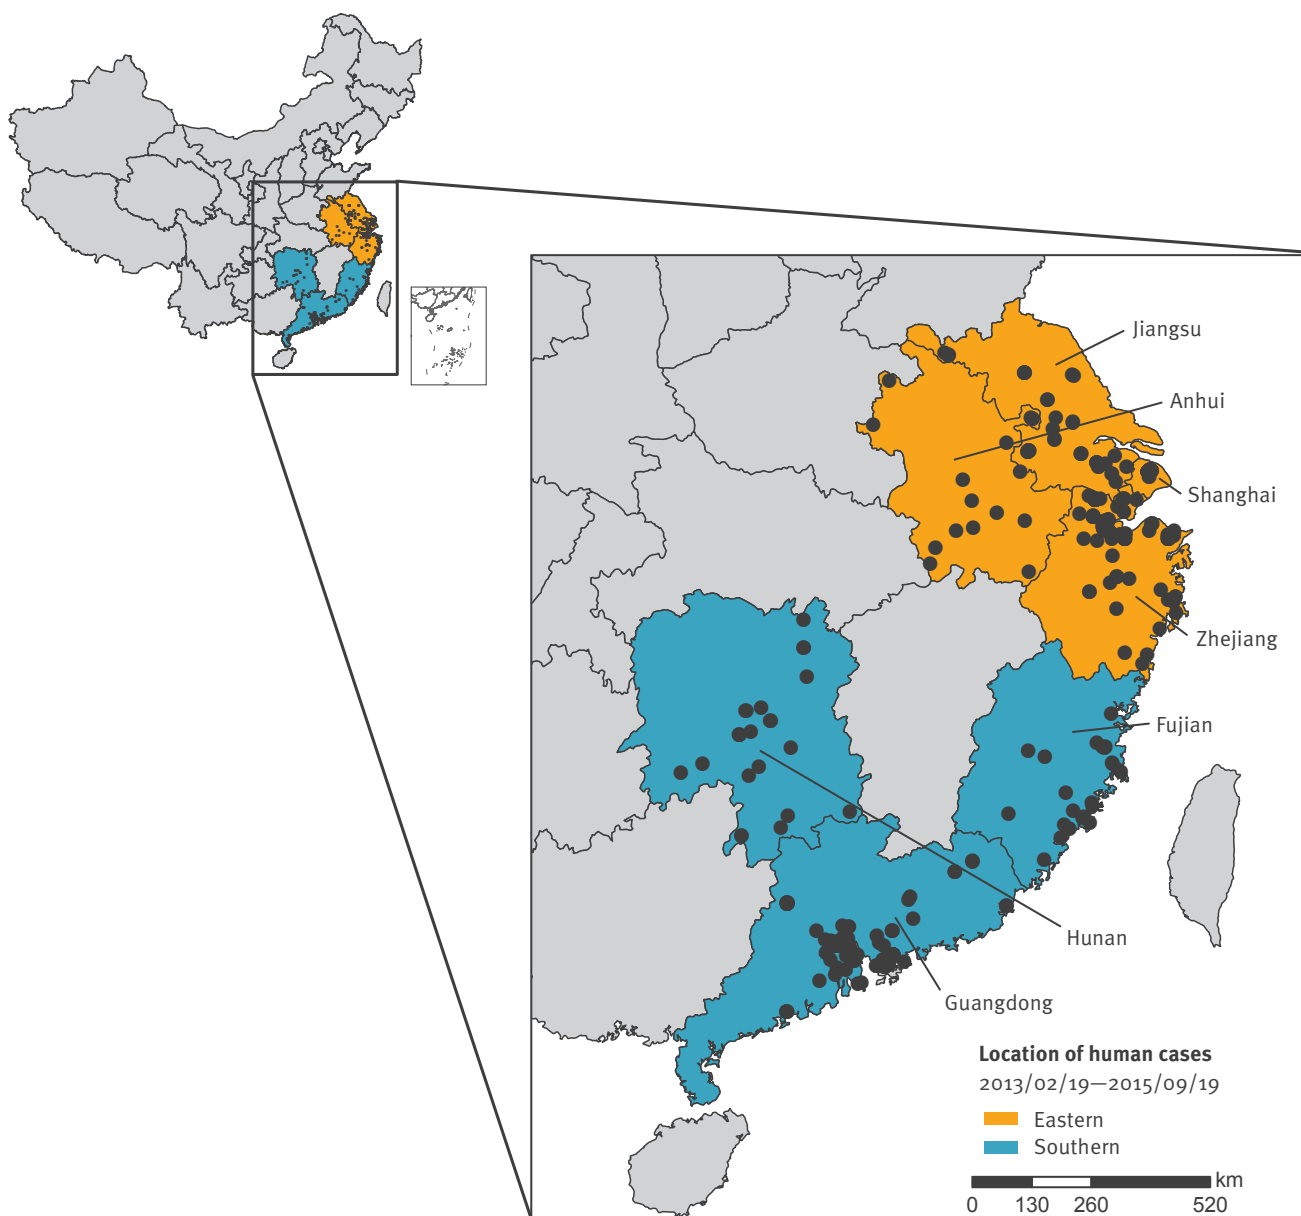 Jiangsu
Anhui
Shanghai
Zhejiang
Fujian
Hunan
Guangdong
Location of human cases
2013/02/19—2015/09/19
Eastern
Southern
km
0 130 260 520